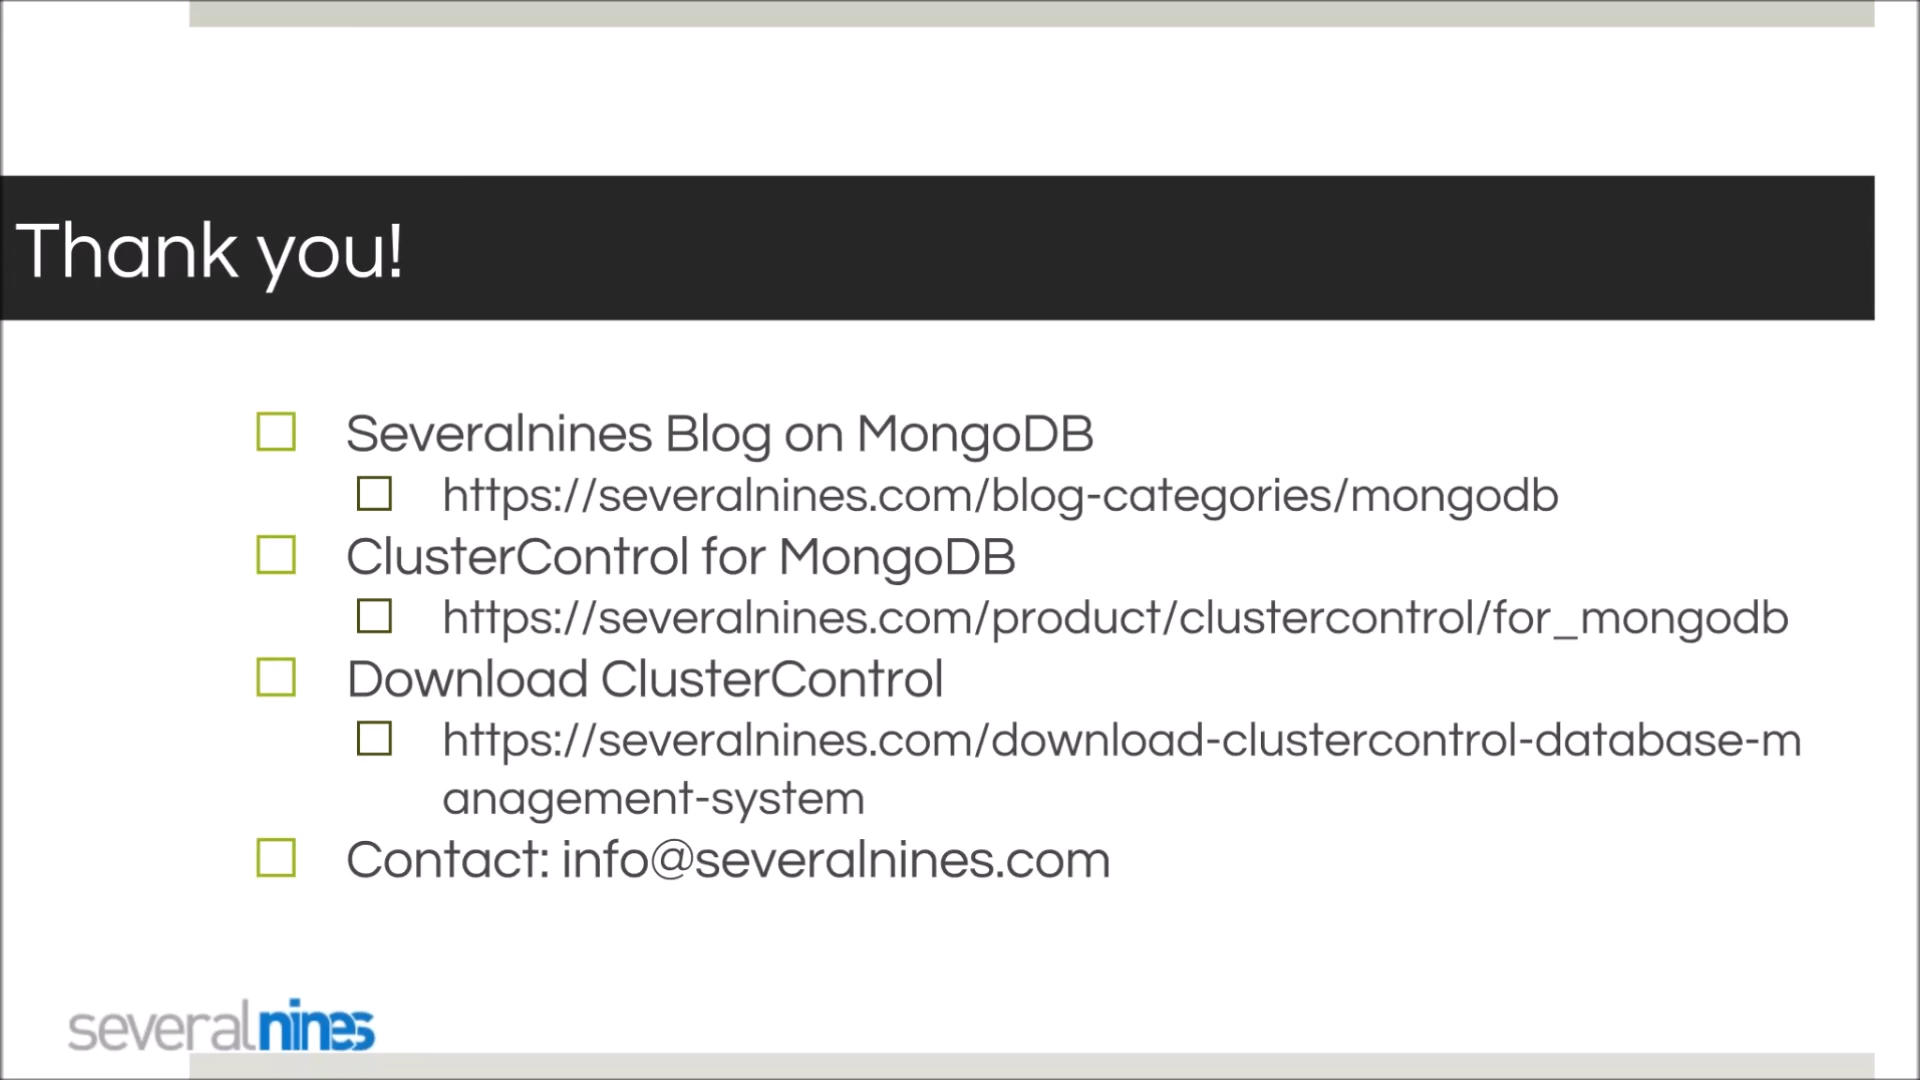 Thank you!
Severalnines Blog on MongoDB
https://severalnines.com/blog-categories/mongodb
ClusterControl for MongoDB
https://severalnines.com/product/clustercontrol/for_mongodb
Download ClusterControl
https://severalnines.com/download-clustercontrol-database-m
anagement-system
Contact: info@severalnines.com
severalnines